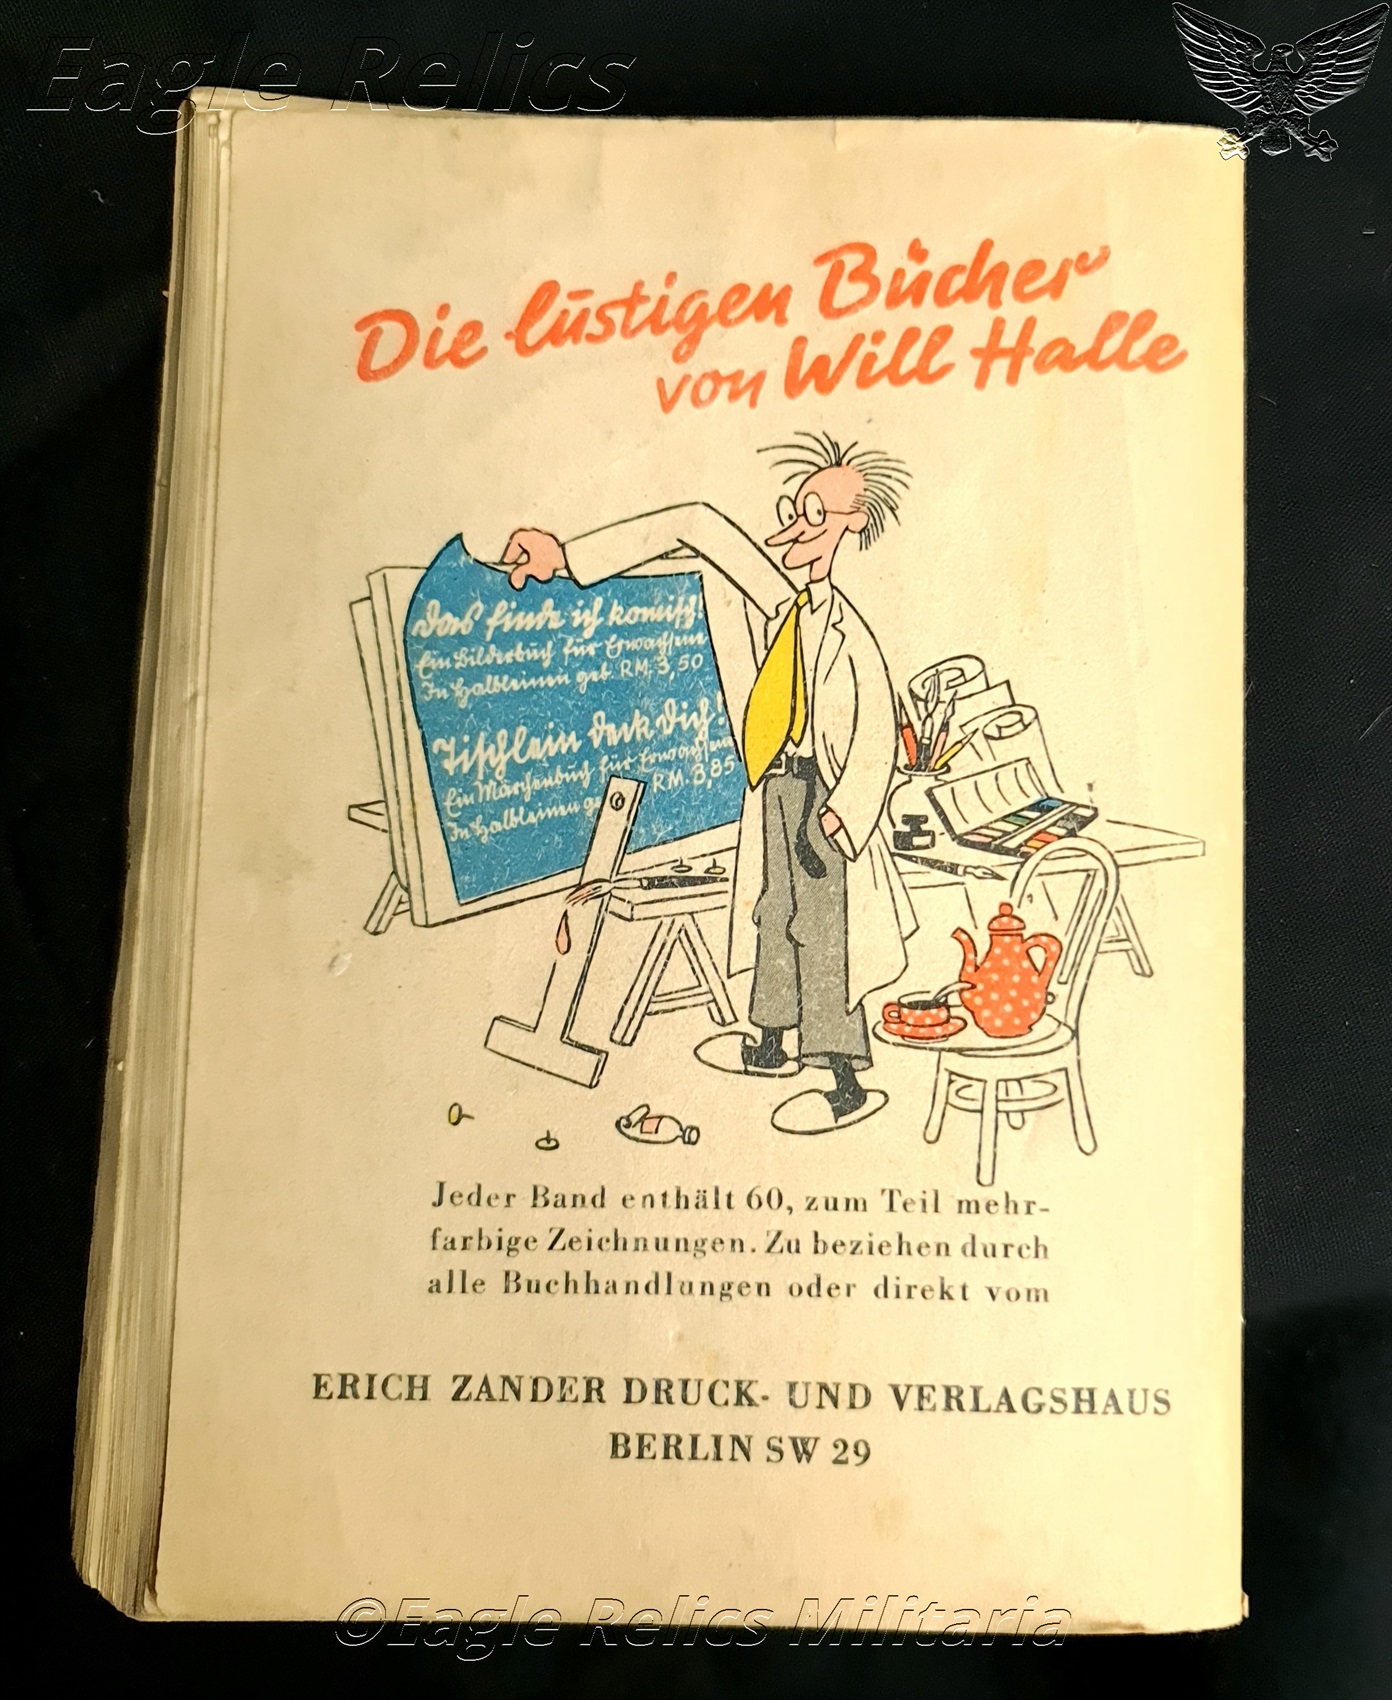 Eagle Relics
Die lustigen Bücher
von Will Halle
Das finde ich komisch!
Ein Bilderbuch für Erwachsene
In Halbleinen geb. RM. 3,50
Tischlein deck dich!
Ein Märchenbuch für Erwachsene
In Halbleinen ge RM. 3,85
Jeder Band enthält 60, zum Teil mehr-
farbige Zeichnungen. Zu beziehen durch
alle Buchhandlungen oder direkt vom
ERICH ZANDER DRUCK- UND VERLAGSHAUS
BERLIN SW 29
©Eagle Relics Militaria